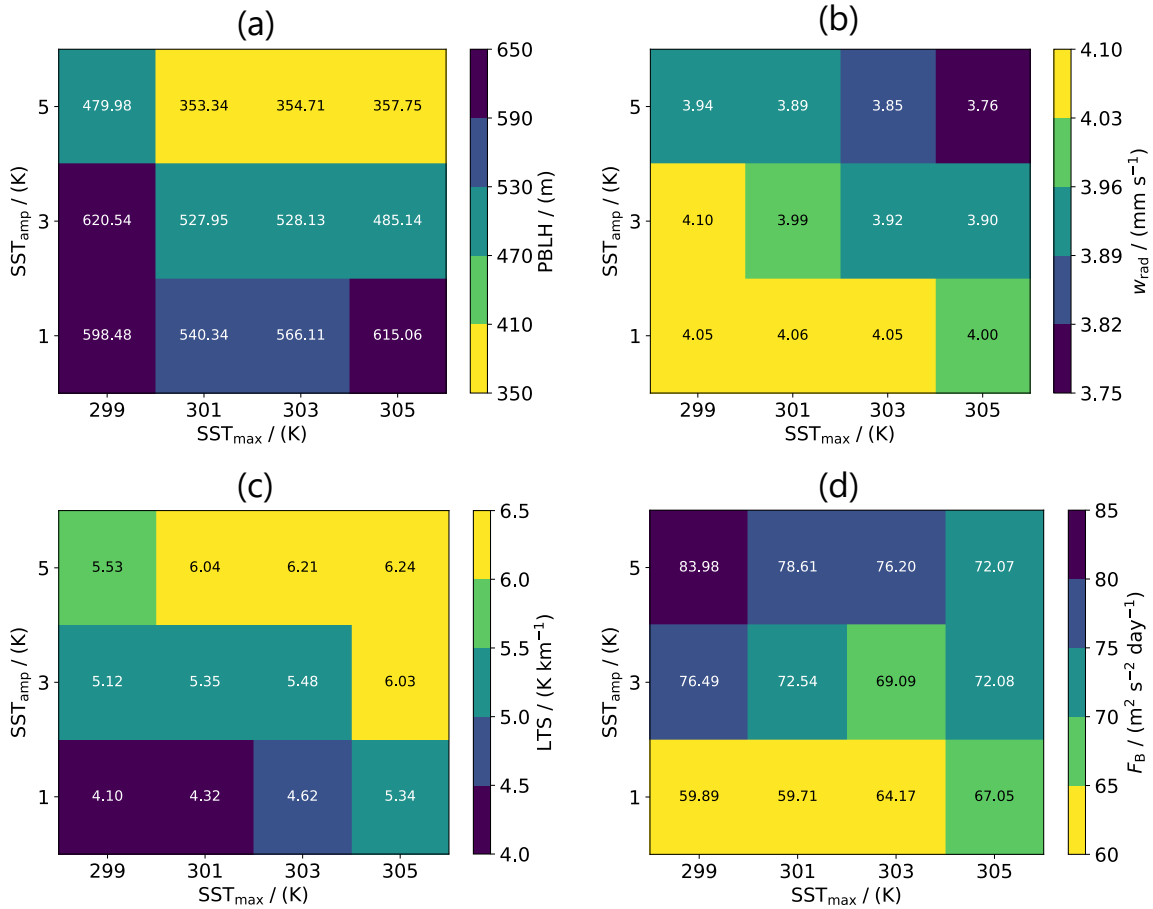 (a)
5
3
1
SST_amp / (K)
479.98 353.34 354.71 357.75
620.54 527.95 528.13 485.14
598.48 540.34 566.11 615.06
299 301 303 305
SST_max / (K)
650
590
530
470
410
350
PBLH / (m)
(b)
5
3
1
SST_amp / (K)
3.94 3.89 3.85 3.76
4.10 3.99 3.92 3.90
4.05 4.06 4.05 4.00
299 301 303 305
SST_max / (K)
4.10
4.03
3.96
3.89
3.82
3.75
w_rad / (mm s⁻¹)
(c)
5
3
1
SST_amp / (K)
5.53 6.04 6.21 6.24
5.12 5.35 5.48 6.03
4.10 4.32 4.62 5.34
299 301 303 305
SST_max / (K)
6.5
6.0
5.5
5.0
4.5
4.0
LTS / (K km⁻¹)
(d)
5
3
1
SST_amp / (K)
83.98 78.61 76.20 72.07
76.49 72.54 69.09 72.08
59.89 59.71 64.17 67.05
299 301 303 305
SST_max / (K)
85
80
75
70
65
60
F_B / (m² s⁻² day⁻¹)